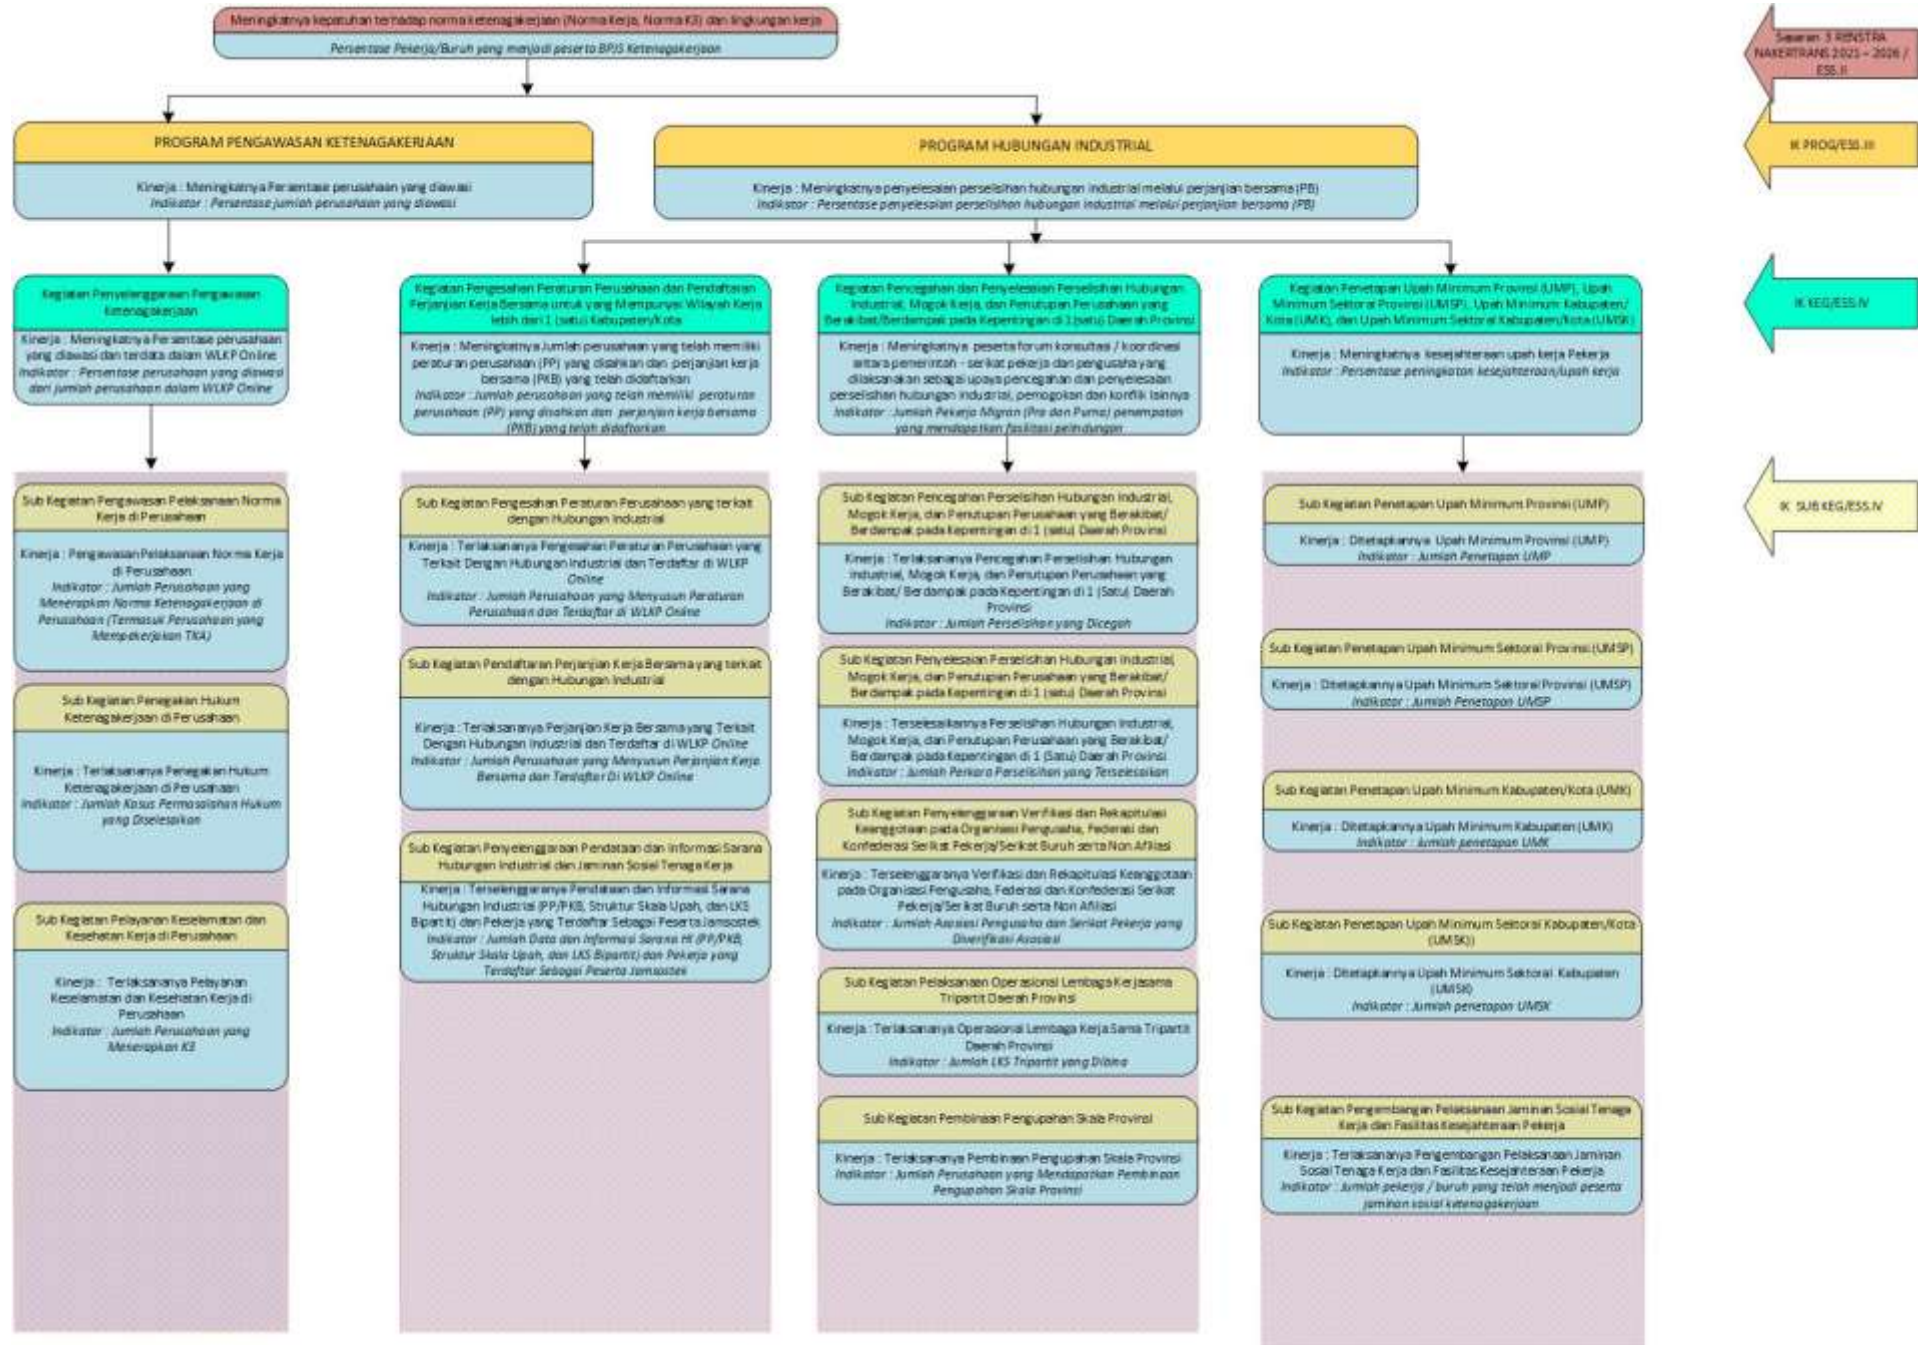 Meningkatnya kepatuhan terhadap norma ketenagakerjaan (Norma Kerja, Norma K3) dan lingkungan kerja
Persentase Pekerja/Buruh yang menjadi peserta BPJS Ketenagakerjaan
Sasaran 3 RENSTRA
NAKERTRANS 2021 – 2026 /
ESS.II
PROGRAM PENGAWASAN KETENAGAKERJAAN
Kinerja : Meningkatnya Persentase perusahaan yang diawasi
Indikator : Persentase jumlah perusahaan yang diawasi
PROGRAM HUBUNGAN INDUSTRIAL
Kinerja : Meningkatnya penyelesaian perselisihan hubungan industrial melalui perjanjian bersama (PB)
Indikator : Persentase penyelesaian perselisihan hubungan industrial melalui perjanjian bersama (PB)
IK PROG/ESS.III
Kegiatan Penyelenggaraan Pengawasan
Ketenagakerjaan
Kinerja : Meningkatnya Persentase perusahaan
yang diawasi dan terdata dalam WLKP Online
Indikator : Persentase perusahaan yang diawasi
dari jumlah perusahaan dalam WLKP Online
Kegiatan Pengesahan Peraturan Perusahaan dan Pendaftaran
Perjanjian Kerja Bersama untuk yang Mempunyai Wilayah Kerja
lebih dari 1 (satu) Kabupaten/Kota
Kinerja : Meningkatnya Jumlah perusahaan yang telah memiliki
peraturan perusahaan (PP) yang disahkan dan perjanjian kerja
bersama (PKB) yang telah didaftarkan
Indikator : Jumlah perusahaan yang telah memiliki peraturan
perusahaan (PP) yang disahkan dan perjanjian kerja bersama
(PKB) yang telah didaftarkan
Kegiatan Pencegahan dan Penyelesaian Perselisihan Hubungan
Industrial, Mogok Kerja, dan Penutupan Perusahaan yang
Berakibat/Berdampak pada Kepentingan di 1(satu) Daerah Provinsi
Kinerja : Meningkatnya peserta forum konsultasi / koordinasi
antara pemerintah - serikat pekerja dan pengusaha yang
dilaksanakan sebagai upaya pencegahan dan penyelesaian
perselisihan hubungan industrial, pemogokan dan konflik lainnya
Indikator : Jumlah Pekerja Migran (Pra dan Purna) penempatan
yang mendapatkan fasilitasi pelindungan
Kegiatan Penetapan Upah Minimum Provinsi (UMP), Upah
Minimum Sektoral Provinsi (UMSP), Upah Minimum Kabupaten/
Kota (UMK), dan Upah Minimum Sektoral Kabupaten/Kota (UMSK)
Kinerja : Meningkatnya kesejahteraan upah kerja Pekerja
Indikator : Persentase peningkatan kesejahteraan/upah kerja
IK KEG/ESS.IV
Sub Kegiatan Pengawasan Pelaksanaan Norma
Kerja di Perusahaan
Kinerja : Pengawasan Pelaksanaan Norma Kerja
di Perusahaan
Indikator : Jumlah Perusahaan yang
Menerapkan Norma Ketenagakerjaan di
Perusahaan (Termasuk Perusahaan yang
Mempekerjakan TKA)
Sub Kegiatan Penegakan Hukum
Ketenagakerjaan di Perusahaan
Kinerja : Terlaksananya Penegakan Hukum
Ketenagakerjaan di Perusahaan
Indikator : Jumlah Kasus Permasalahan Hukum
yang Diselesaikan
Sub Kegiatan Pelayanan Keselamatan dan
Kesehatan Kerja di Perusahaan
Kinerja : Terlaksananya Pelayanan
Keselamatan dan Kesehatan Kerja di
Perusahaan
Indikator : Jumlah Perusahaan yang
Menerapkan K3
Sub Kegiatan Pengesahan Peraturan Perusahaan yang terkait
dengan Hubungan Industrial
Kinerja : Terlaksananya Pengesahan Peraturan Perusahaan yang
Terkait Dengan Hubungan Industrial dan Terdaftar di WLKP
Online
Indikator : Jumlah Perusahaan yang Menyusun Peraturan
Perusahaan dan Terdaftar di WLKP Online
Sub Kegiatan Pendaftaran Perjanjian Kerja Bersama yang terkait
dengan Hubungan Industrial
Kinerja : Terlaksananya Perjanjian Kerja Bersama yang Terkait
Dengan Hubungan Industrial dan Terdaftar di WLKP Online
Indikator : Jumlah Perusahaan yang Menyusun Perjanjian Kerja
Bersama dan Terdaftar Di WLKP Online
Sub Kegiatan Penyelenggaraan Pendataan dan Informasi Sarana
Hubungan Industrial dan Jaminan Sosial Tenaga Kerja
Kinerja : Terselenggaranya Pendataan dan Informasi Sarana
Hubungan Industrial (PP/PKB, Struktur Skala Upah, dan LKS
Bipartit) dan Pekerja yang Terdaftar Sebagai Peserta Jamsostek
Indikator : Jumlah Data dan Informasi Sarana HI (PP/PKB,
Struktur Skala Upah, dan LKS Bipartit) dan Pekerja yang
Terdaftar Sebagai Peserta Jamsostek
Sub Kegiatan Pencegahan Perselisihan Hubungan Industrial,
Mogok Kerja, dan Penutupan Perusahaan yang Berakibat/
Berdampak pada Kepentingan di 1 (satu) Daerah Provinsi
Kinerja : Terlaksananya Pencegahan Perselisihan Hubungan
Industrial, Mogok Kerja, dan Penutupan Perusahaan yang
Berakibat/ Berdampak pada Kepentingan di 1 (Satu) Daerah
Provinsi
Indikator : Jumlah Perselisihan yang Dicegah
Sub Kegiatan Penyelesaian Perselisihan Hubungan Industrial,
Mogok Kerja, dan Penutupan Perusahaan yang Berakibat/
Berdampak pada Kepentingan di 1 (satu) Daerah Provinsi
Kinerja : Terselesaikannya Perselisihan Hubungan Industrial,
Mogok Kerja, dan Penutupan Perusahaan yang Berakibat/
Berdampak pada Kepentingan di 1 (Satu) Daerah Provinsi
Indikator : Jumlah Perkara Perselisihan yang Terselesaikan
Sub Kegiatan Penyelenggaraan Verifikasi dan Rekapitulasi
Keanggotaan pada Organisasi Pengusaha, Federasi dan
Konfederasi Serikat Pekerja/Serikat Buruh serta Non Afiliasi
Kinerja : Terselenggaranya Verifikasi dan Rekapitulasi Keanggotaan
pada Organisasi Pengusaha, Federasi dan Konfederasi Serikat
Pekerja/Serikat Buruh serta Non Afiliasi
Indikator : Jumlah Asosiasi Pengusaha dan Serikat Pekerja yang
Diverifikasi Asosiasi
Sub Kegiatan Pelaksanaan Operasional Lembaga Kerjasama
Tripartit Daerah Provinsi
Kinerja : Terlaksananya Operasional Lembaga Kerja Sama Tripartit
Daerah Provinsi
Indikator : Jumlah LKS Tripartit yang Dibina
Sub Kegiatan Pembinaan Pengupahan Skala Provinsi
Kinerja : Terlaksananya Pembinaan Pengupahan Skala Provinsi
Indikator : Jumlah Perusahaan yang Mendapatkan Pembinaan
Pengupahan Skala Provinsi
Sub Kegiatan Penetapan Upah Minimum Provinsi (UMP)
Kinerja : Ditetapkannya Upah Minimum Provinsi (UMP)
Indikator : Jumlah Penetapan UMP
Sub Kegiatan Penetapan Upah Minimum Sektoral Provinsi (UMSP)
Kinerja : Ditetapkannya Upah Minimum Sektoral Provinsi (UMSP)
Indikator : Jumlah Penetapan UMSP
Sub Kegiatan Penetapan Upah Minimum Kabupaten/Kota (UMK)
Kinerja : Ditetapkannya Upah Minimum Kabupaten (UMK)
Indikator : Jumlah penetapan UMK
Sub Kegiatan Penetapan Upah Minimum Sektoral Kabupaten/Kota
(UMSK))
Kinerja : Ditetapkannya Upah Minimum Sektoral Kabupaten
(UMSK)
Indikator : Jumlah penetapan UMSK
Sub Kegiatan Pengembangan Pelaksanaan Jaminan Sosial Tenaga
Kerja dan Fasilitas Kesejahteraan Pekerja
Kinerja : Terlaksananya Pengembangan Pelaksanaan Jaminan
Sosial Tenaga Kerja dan Fasilitas Kesejahteraan Pekerja
Indikator : Jumlah pekerja / buruh yang telah menjadi peserta
jaminan sosial ketenagakerjaan
IK SUB KEG/ESS.IV